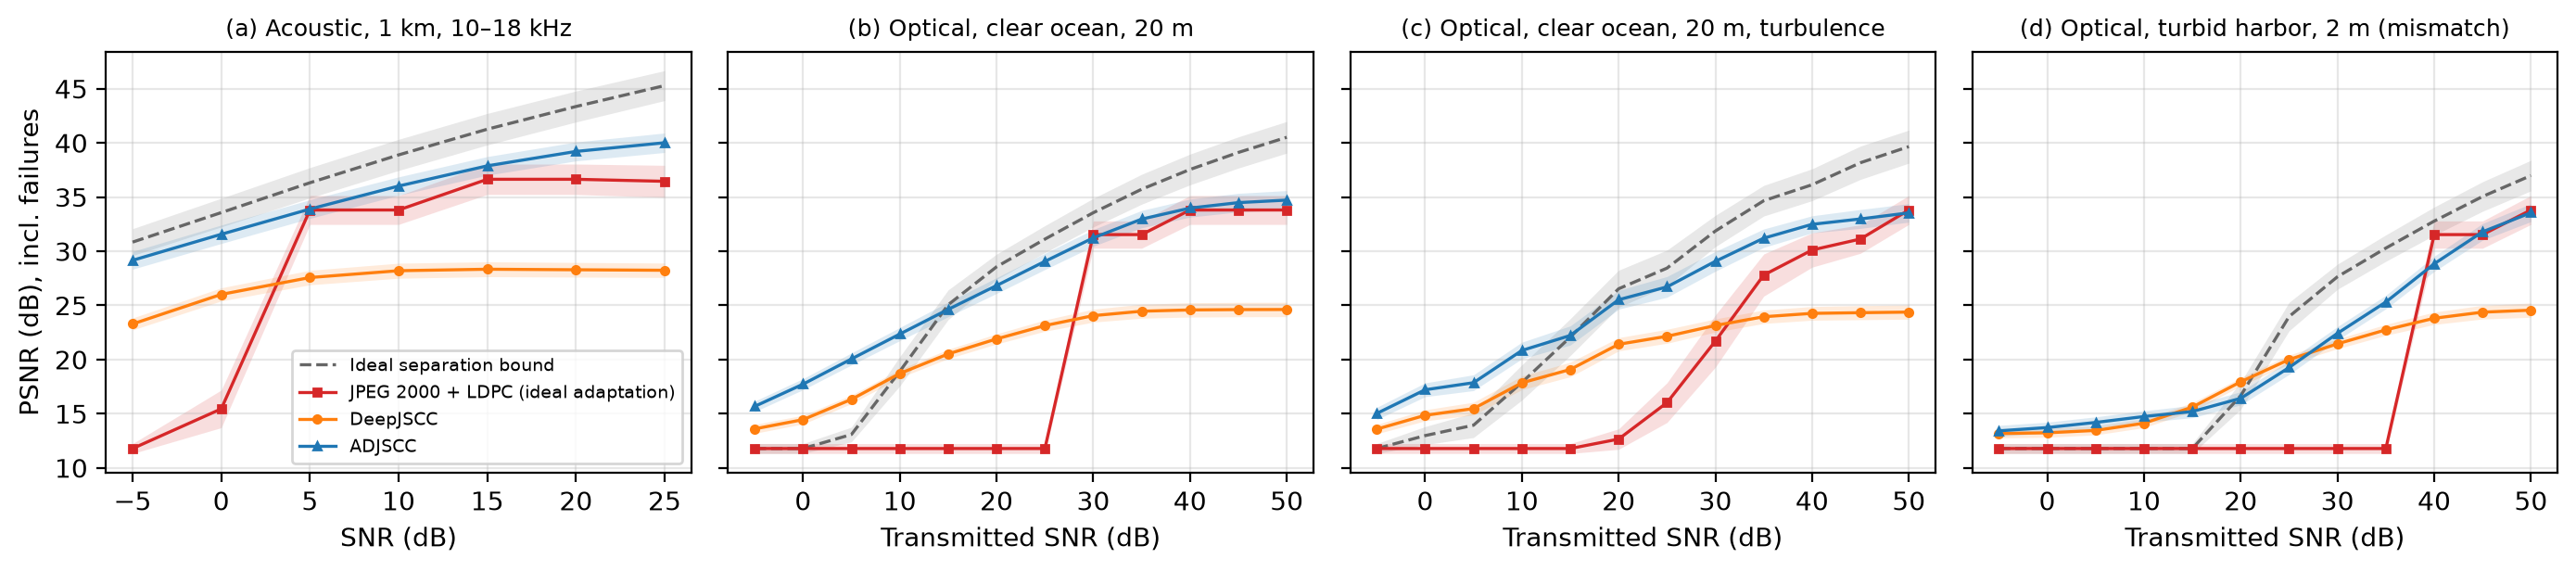 (a) Acoustic, 1 km, 10–18 kHz
(b) Optical, clear ocean, 20 m
(c) Optical, clear ocean, 20 m, turbulence
(d) Optical, turbid harbor, 2 m (mismatch)
PSNR (dB), incl. failures
45
40
35
30
25
20
15
10
Ideal separation bound
JPEG 2000 + LDPC (ideal adaptation)
DeepJSCC
ADJSCC
−5 0 5 10 15 20 25
0 10 20 30 40 50
0 10 20 30 40 50
0 10 20 30 40 50
SNR (dB)
Transmitted SNR (dB)
Transmitted SNR (dB)
Transmitted SNR (dB)